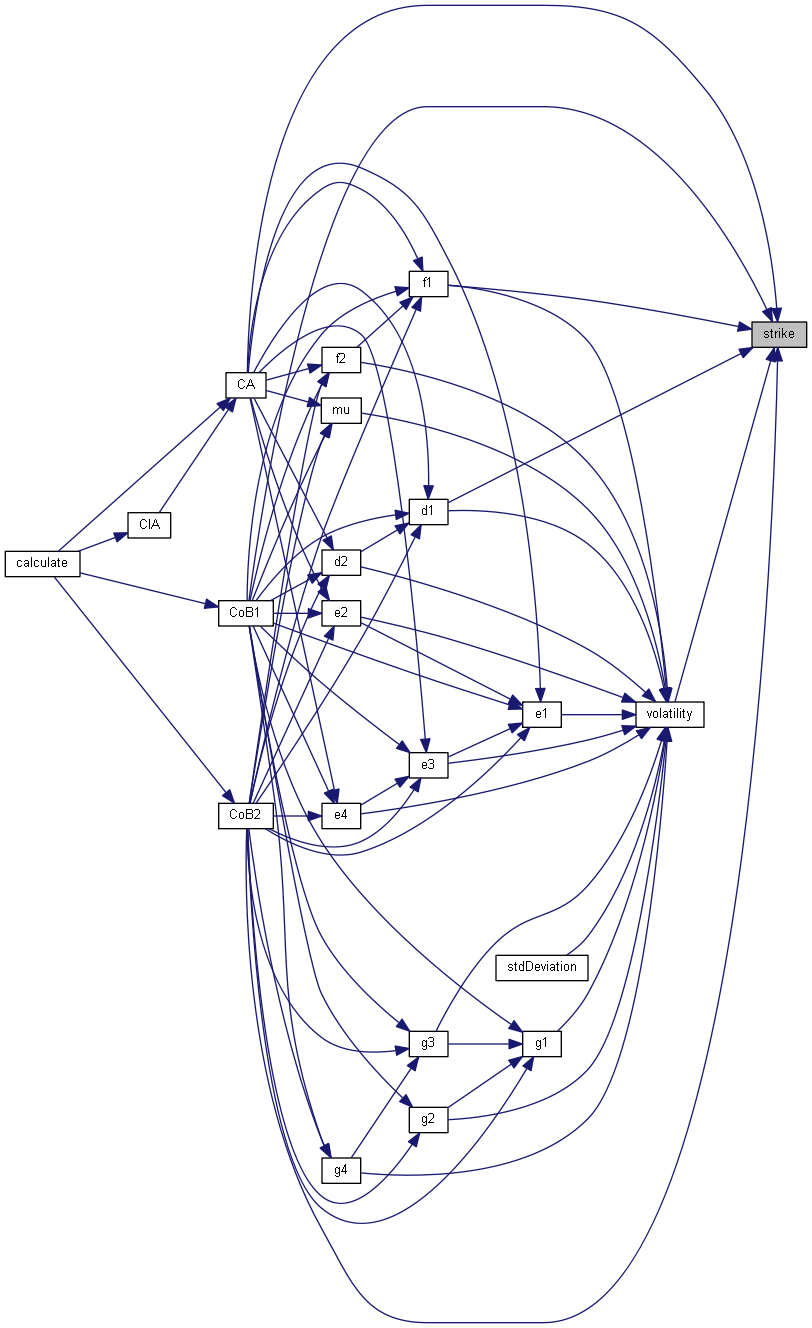 f1
strike
f2
CA
mu
d1
CIA
d2
calculate
CoB1
e2
e1
volatility
e3
CoB2
e4
stdDeviation
g3
g1
g2
g4